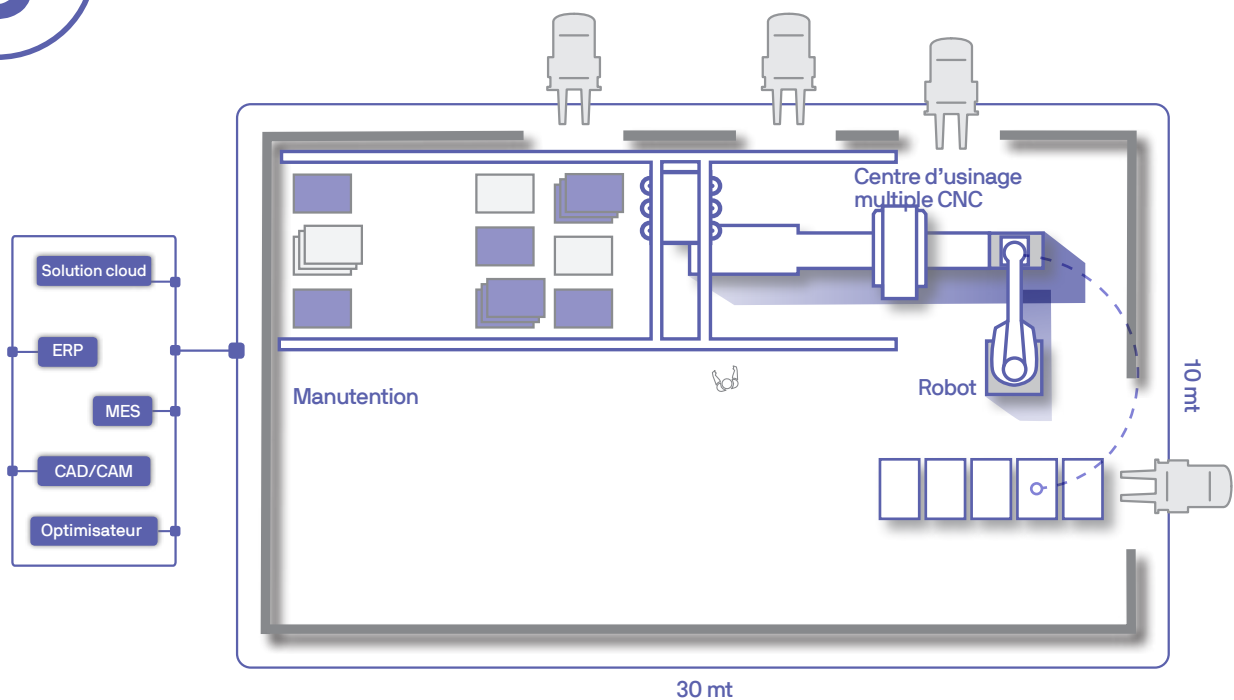 Centre d'usinage
multiple CNC
Solution cloud
ERP
MES
CAD/CAM
Optimisateur
Manutention
Robot
10 mt
30 mt